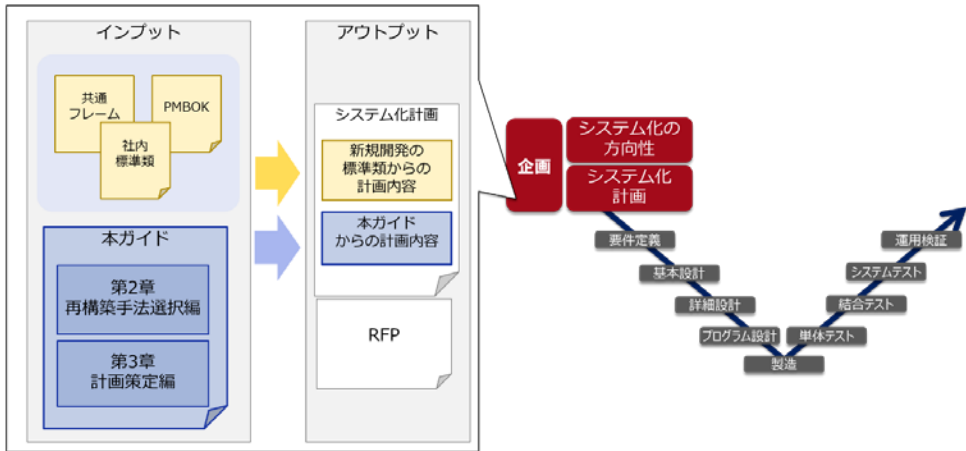 インプット
共通
フレーム
PMBOK
社内
標準類
本ガイド
第2章
再構築手法選択編
第3章
計画策定編
アウトプット
システム化計画
新規開発の
標準類からの
計画内容
本ガイド
からの計画内容
RFP
企画
システム化の
方向性
システム化
計画
要件定義
基本設計
詳細設計
プログラム設計
製造
単体テスト
結合テスト
システムテスト
運用検証